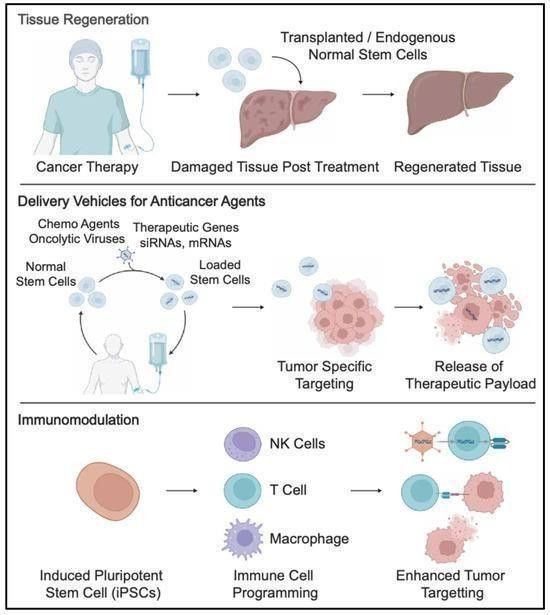 Tissue Regeneration
Transplanted / Endogenous
Normal Stem Cells
Cancer Therapy
Damaged Tissue Post Treatment
Regenerated Tissue
Delivery Vehicles for Anticancer Agents
Chemo Agents
Oncolytic Viruses
Therapeutic Genes
siRNAs, mRNAs
Normal
Stem Cells
Loaded
Stem Cells
Tumor Specific
Targeting
Release of
Therapeutic Payload
Immunomodulation
NK Cells
T Cell
Macrophage
Induced Pluripotent
Stem Cell (iPSCs)
Immune Cell
Programming
Enhanced Tumor
Targetting